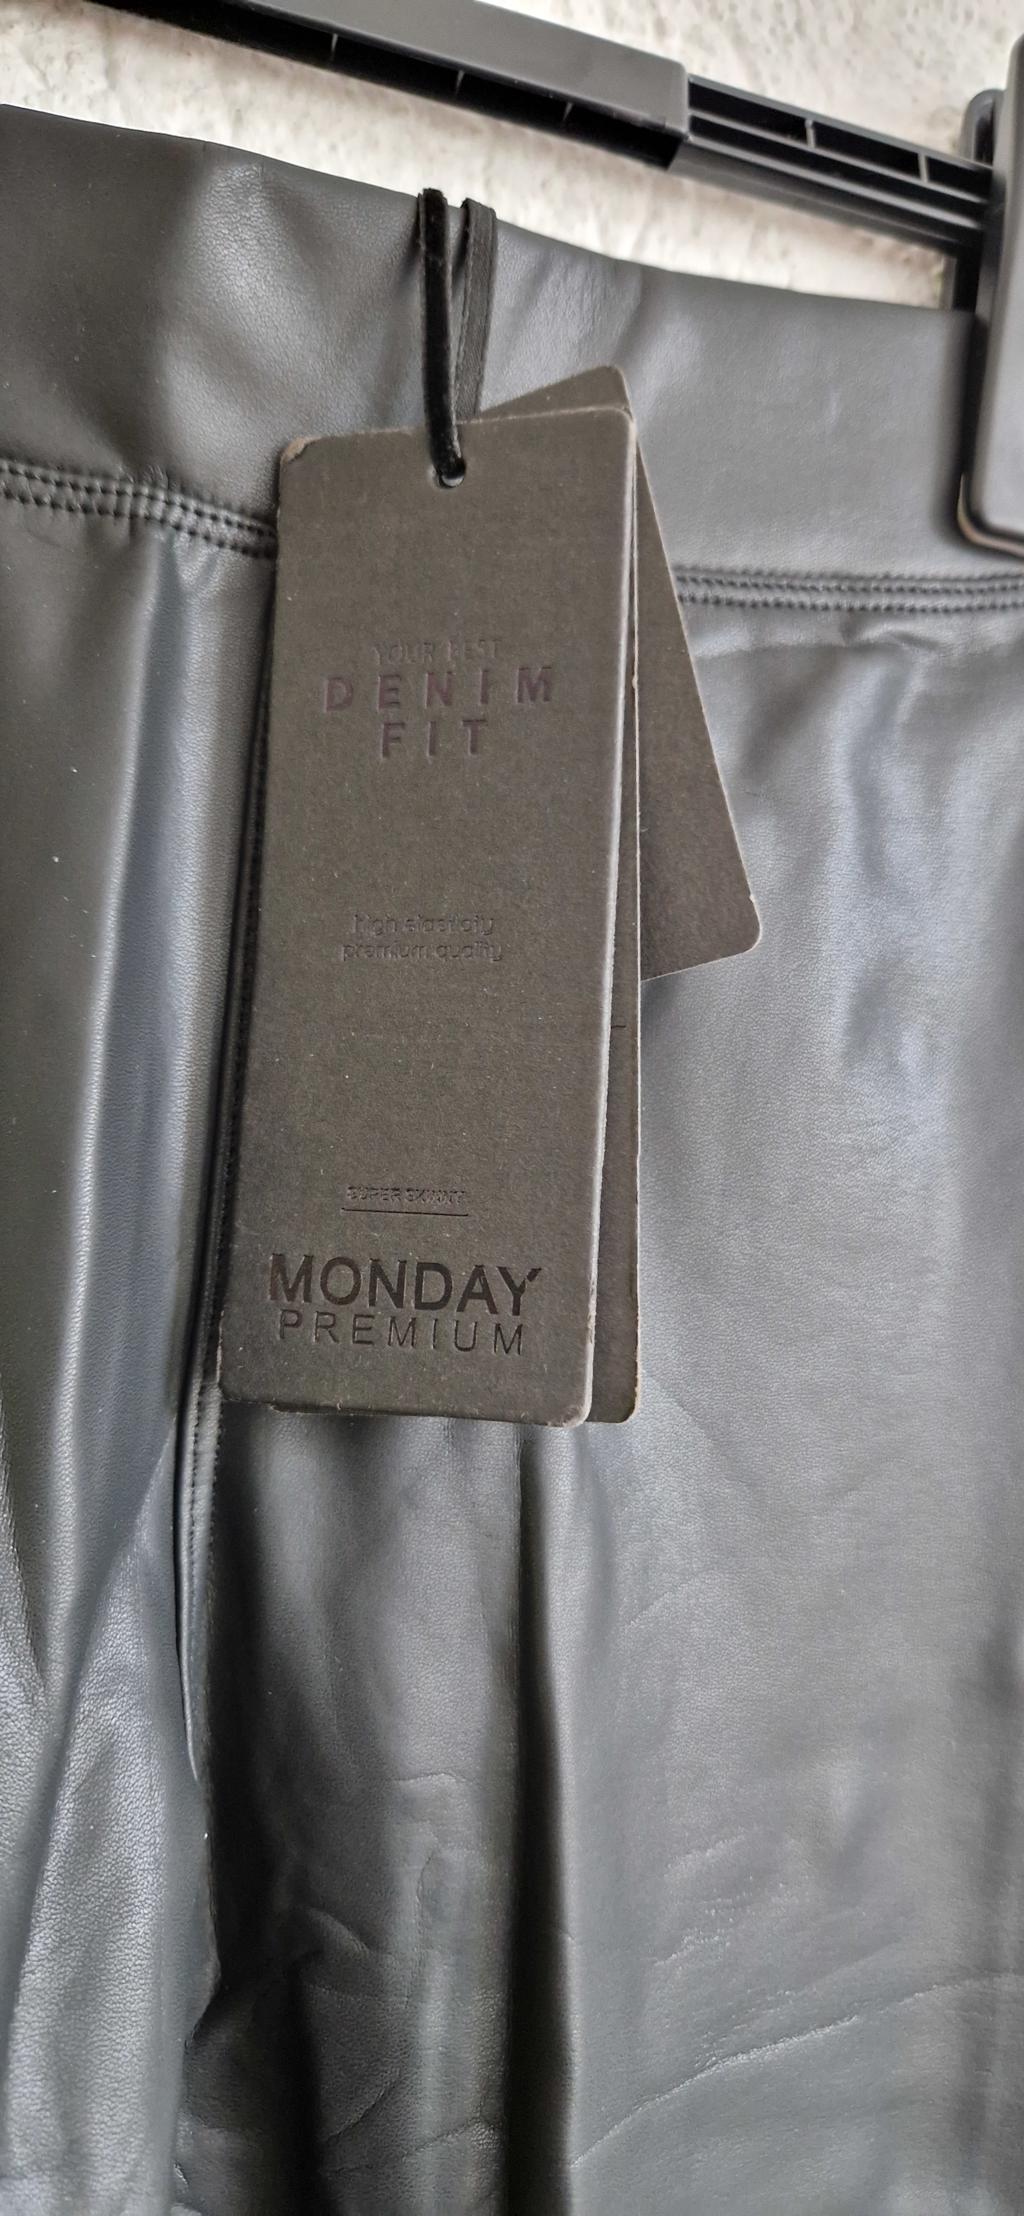 YOUR BEST
DENIM
FIT
high elasticity
premium quality
SUPER SKINNY
MONDAY
PREMIUM